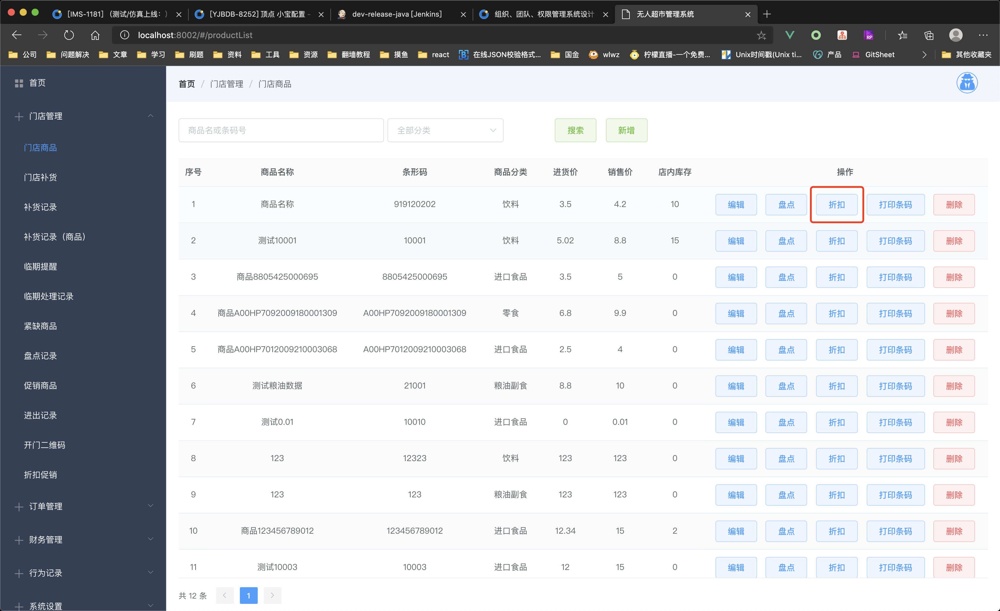 [IMS-1181] （测试/仿真上线：） [YJBDB-8252] 顶点 小宝配置 - dev-release-java [Jenkins] 组织、团队、权限管理系统设计 无人超市管理系统
localhost:8002/#/productList
公司 问题解决 文章 学习 刷题 资料 工具 资源 翻墙教程 摸鱼 react 在线JSON校验格式... 国金 wlwz 柠檬直播-一个免费... Unix时间戳(Unix ti... 产品 GitSheet 其他收藏夹
首页
门店管理
门店商品
门店补货
补货记录
补货记录（商品）
临期提醒
临期处理记录
紧缺商品
盘点记录
促销商品
进出记录
开门二维码
折扣促销
订单管理
财务管理
行为记录
系统设置
首页 / 门店管理 / 门店商品
商品名或条码号 全部分类 搜索 新增
序号 商品名称 条形码 商品分类 进货价 销售价 店内库存 操作
1 商品名称 919120202 饮料 3.5 4.2 10 编辑 盘点 折扣 打印条码 删除
2 测试10001 10001 饮料 5.02 8.8 15 编辑 盘点 折扣 打印条码 删除
3 商品8805425000695 8805425000695 进口食品 3.5 5 0 编辑 盘点 折扣 打印条码 删除
4 商品A00HP7092009180001309 A00HP7092009180001309 零食 6.8 9.9 0 编辑 盘点 折扣 打印条码 删除
5 商品A00HP7012009210003068 A00HP7012009210003068 进口食品 2.5 4 0 编辑 盘点 折扣 打印条码 删除
6 测试粮油数据 21001 粮油副食 8.8 10 0 编辑 盘点 折扣 打印条码 删除
7 测试0.01 10010 进口食品 0 0.01 0 编辑 盘点 折扣 打印条码 删除
8 123 12323 饮料 123 123 0 编辑 盘点 折扣 打印条码 删除
9 123 123 粮油副食 123 123 0 编辑 盘点 折扣 打印条码 删除
10 商品123456789012 123456789012 进口食品 12.34 15 2 编辑 盘点 折扣 打印条码 删除
11 测试10003 10003 进口食品 12 15 0 编辑 盘点 折扣 打印条码 删除
共 12 条 1